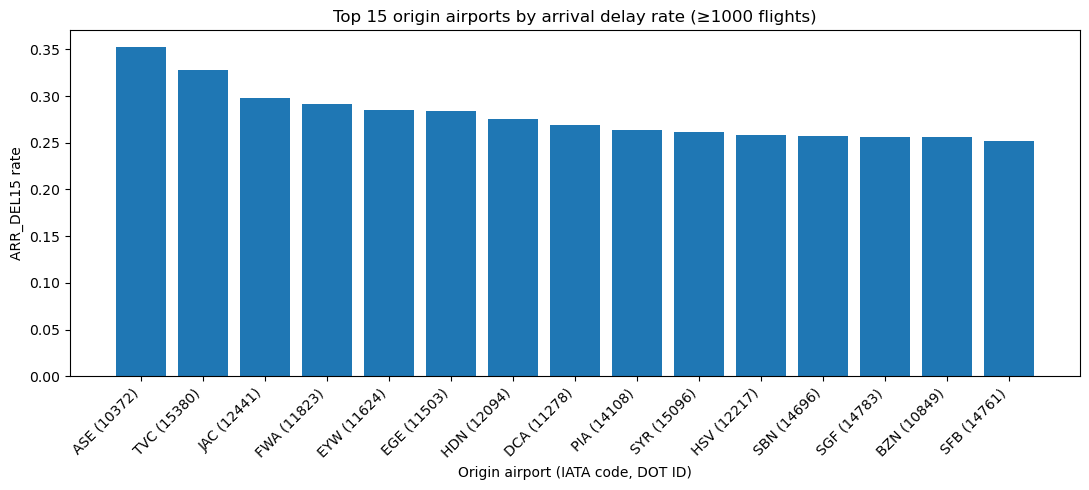 Top 15 origin airports by arrival delay rate (≥1000 flights)
ARR_DEL15 rate
0.35
0.30
0.25
0.20
0.15
0.10
0.05
0.00
ASE (10372)
TVC (15380)
JAC (12441)
FWA (11823)
EYW (11624)
EGE (11503)
HDN (12094)
DCA (11278)
PIA (14108)
SYR (15096)
HSV (12217)
SBN (14696)
SGF (14783)
BZN (10849)
SFB (14761)
Origin airport (IATA code, DOT ID)